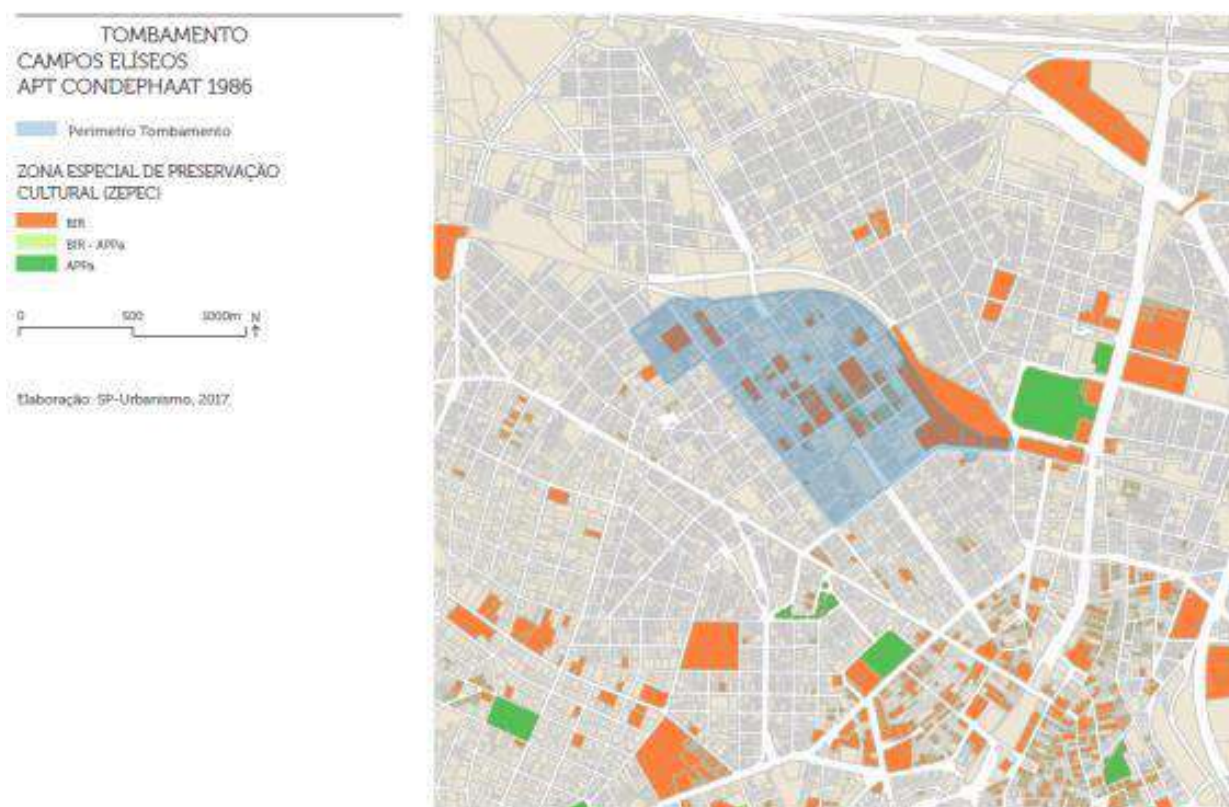 TOMBAMENTO
CAMPOS ELÍSEOS
APT CONDEPHAAT 1986
Perímetro Tombamento
ZONA ESPECIAL DE PRESERVAÇÃO
CULTURAL (ZEPEC)
BIR
BIR - APPa
APPa
0 500 1000m N
Elaboração: SP-Urbanismo, 2017